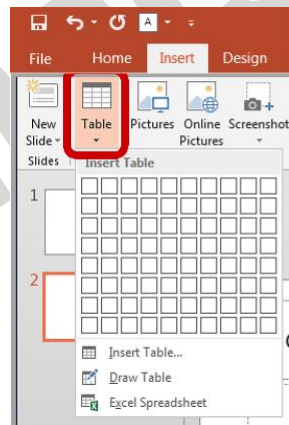 A
File Home Insert Design
New Slide Table Pictures Online Pictures Screenshot
Slides Insert Table
1
2
Insert Table...
Draw Table
Excel Spreadsheet